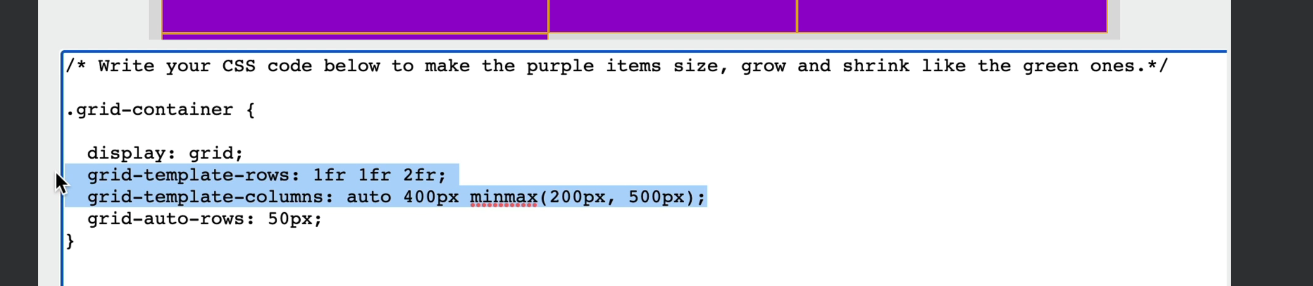 /* Write your CSS code below to make the purple items size, grow and shrink like the green ones.*/
.grid-container {
display: grid;
grid-template-rows: 1fr 1fr 2fr;
grid-template-columns: auto 400px minmax(200px, 500px);
grid-auto-rows: 50px;
}